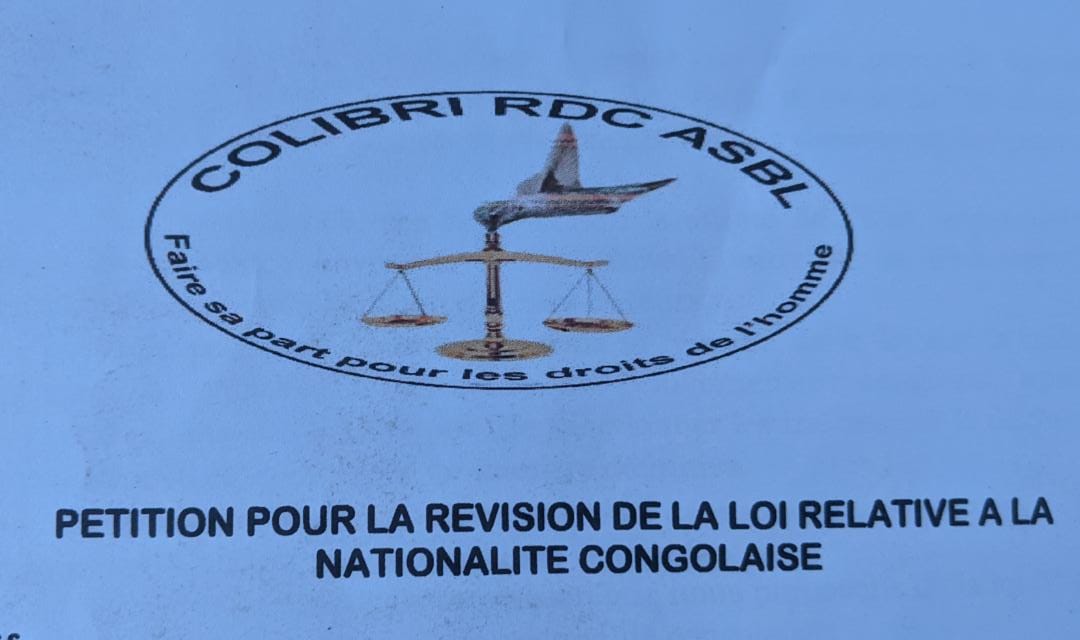 COLIBRI RDC ASBL
Faire sa part pour les droits de l'homme
PETITION POUR LA REVISION DE LA LOI RELATIVE A LA
NATIONALITE CONGOLAISE